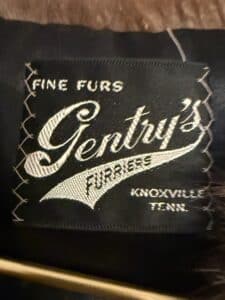 FINE FURS
Gentry's
FURRIERS
KNOXVILLE
TENN.